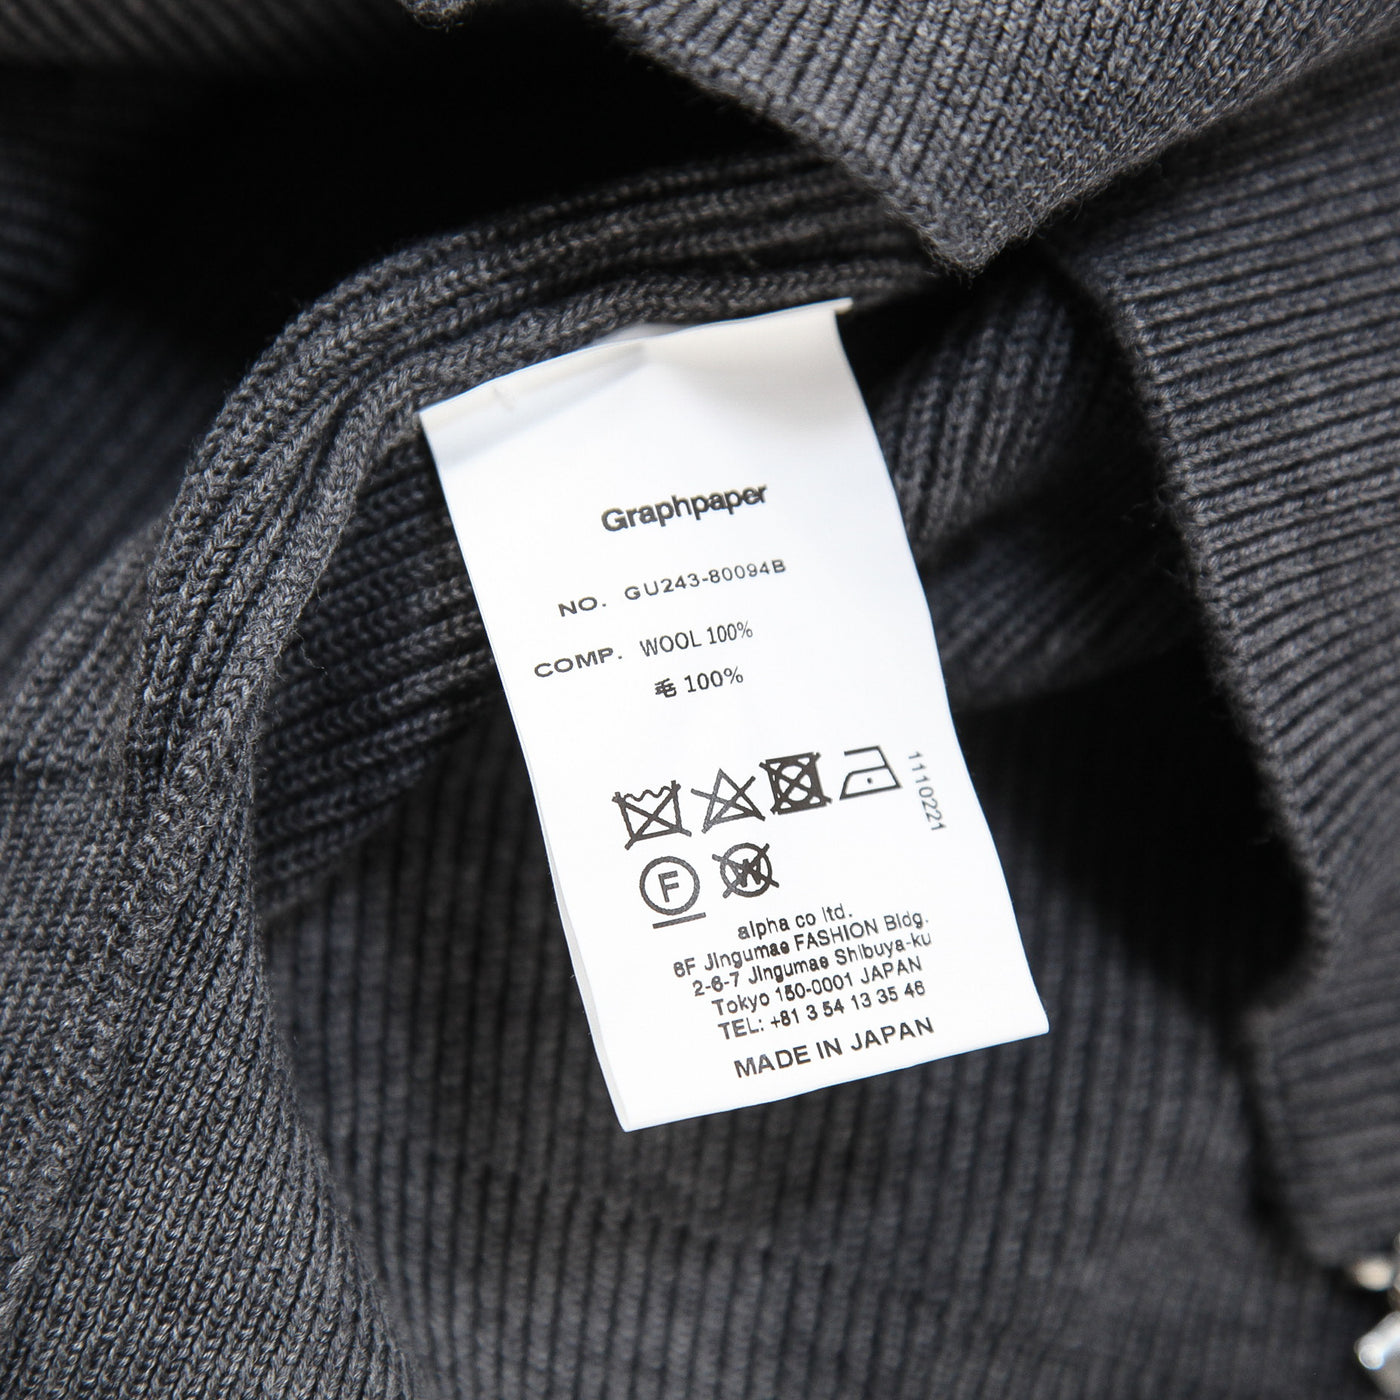 Graphpaper
NO. GU243-80094B
COMP. WOOL 100%
毛 100%
1110221
F
W
alpha co ltd.
6F Jingumae FASHION Bldg.
2-6-7 Jingumae Shibuya-ku
Tokyo 150-0001 JAPAN
TEL: +81 3 54 13 35 46
MADE IN JAPAN